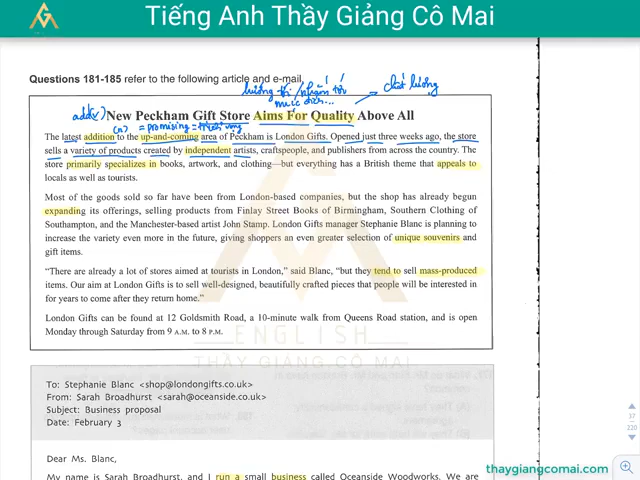 Tiếng Anh Thầy Giảng Cô Mai
Questions 181-185 refer to the following article and e-mail.
hướng tới / nhắm tới
mục đích...
chất lượng
add(v)
New Peckham Gift Store Aims For Quality Above All
(n) = promising = triển vọng
The latest addition to the up-and-coming area of Peckham is London Gifts. Opened just three weeks ago, the store
sells a variety of products created by independent artists, craftspeople, and publishers from across the country. The
store primarily specializes in books, artwork, and clothing—but everything has a British theme that appeals to
locals as well as tourists.
Most of the goods sold so far have been from London-based companies, but the shop has already begun
expanding its offerings, selling products from Finlay Street Books of Birmingham, Southern Clothing of
Southampton, and the Manchester-based artist John Stamp. London Gifts manager Stephanie Blanc is planning to
increase the variety even more in the future, giving shoppers an even greater selection of unique souvenirs and
gift items.
“There are already a lot of stores aimed at tourists in London,” said Blanc, “but they tend to sell mass-produced
items. Our aim at London Gifts is to sell well-designed, beautifully crafted pieces that people will be interested in
for years to come after they return home.”
London Gifts can be found at 12 Goldsmith Road, a 10-minute walk from Queens Road station, and is open
Monday through Saturday from 9 A.M. to 8 P.M.
ENGLISH
THẦY GIẢNG CÔ MAI
To: Stephanie Blanc <shop@londongifts.co.uk>
From: Sarah Broadhurst <sarah@oceanside.co.uk>
Subject: Business proposal
Date: February 3
Dear Ms. Blanc,
My name is Sarah Broadhurst, and I run a small business called Oceanside Woodworks. We are
37
220
thaygiangcomai.com